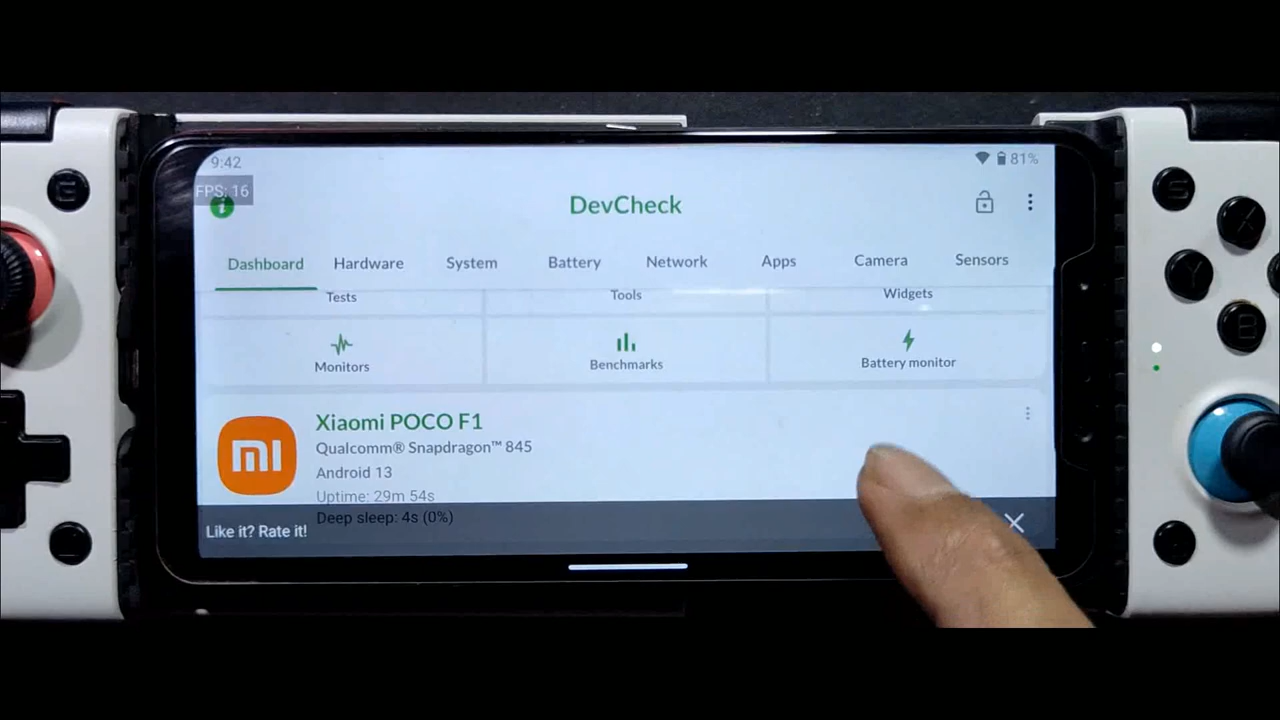 9:42
81%
FPS: 16
i
DevCheck
Dashboard Hardware System Battery Network Apps Camera Sensors
Tests Tools Widgets
Monitors Benchmarks Battery monitor
Xiaomi POCO F1
Qualcomm® Snapdragon™ 845
Android 13
Uptime: 29m 54s
Deep sleep: 4s (0%)
Like it? Rate it!
mi
S
X
Y
B